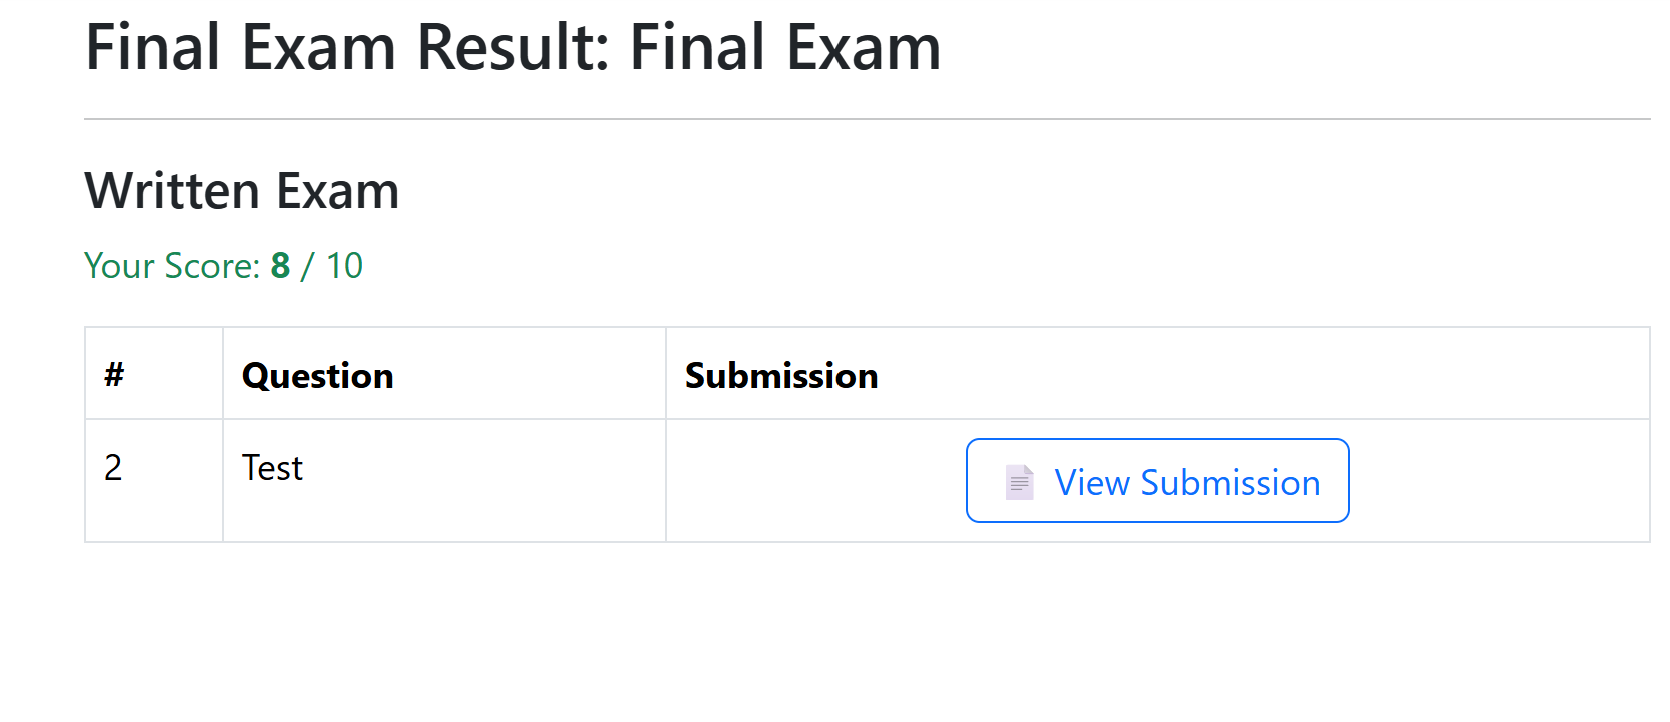 Final Exam Result: Final Exam
Written Exam
Your Score: 8 / 10
# Question Submission
2 Test View Submission